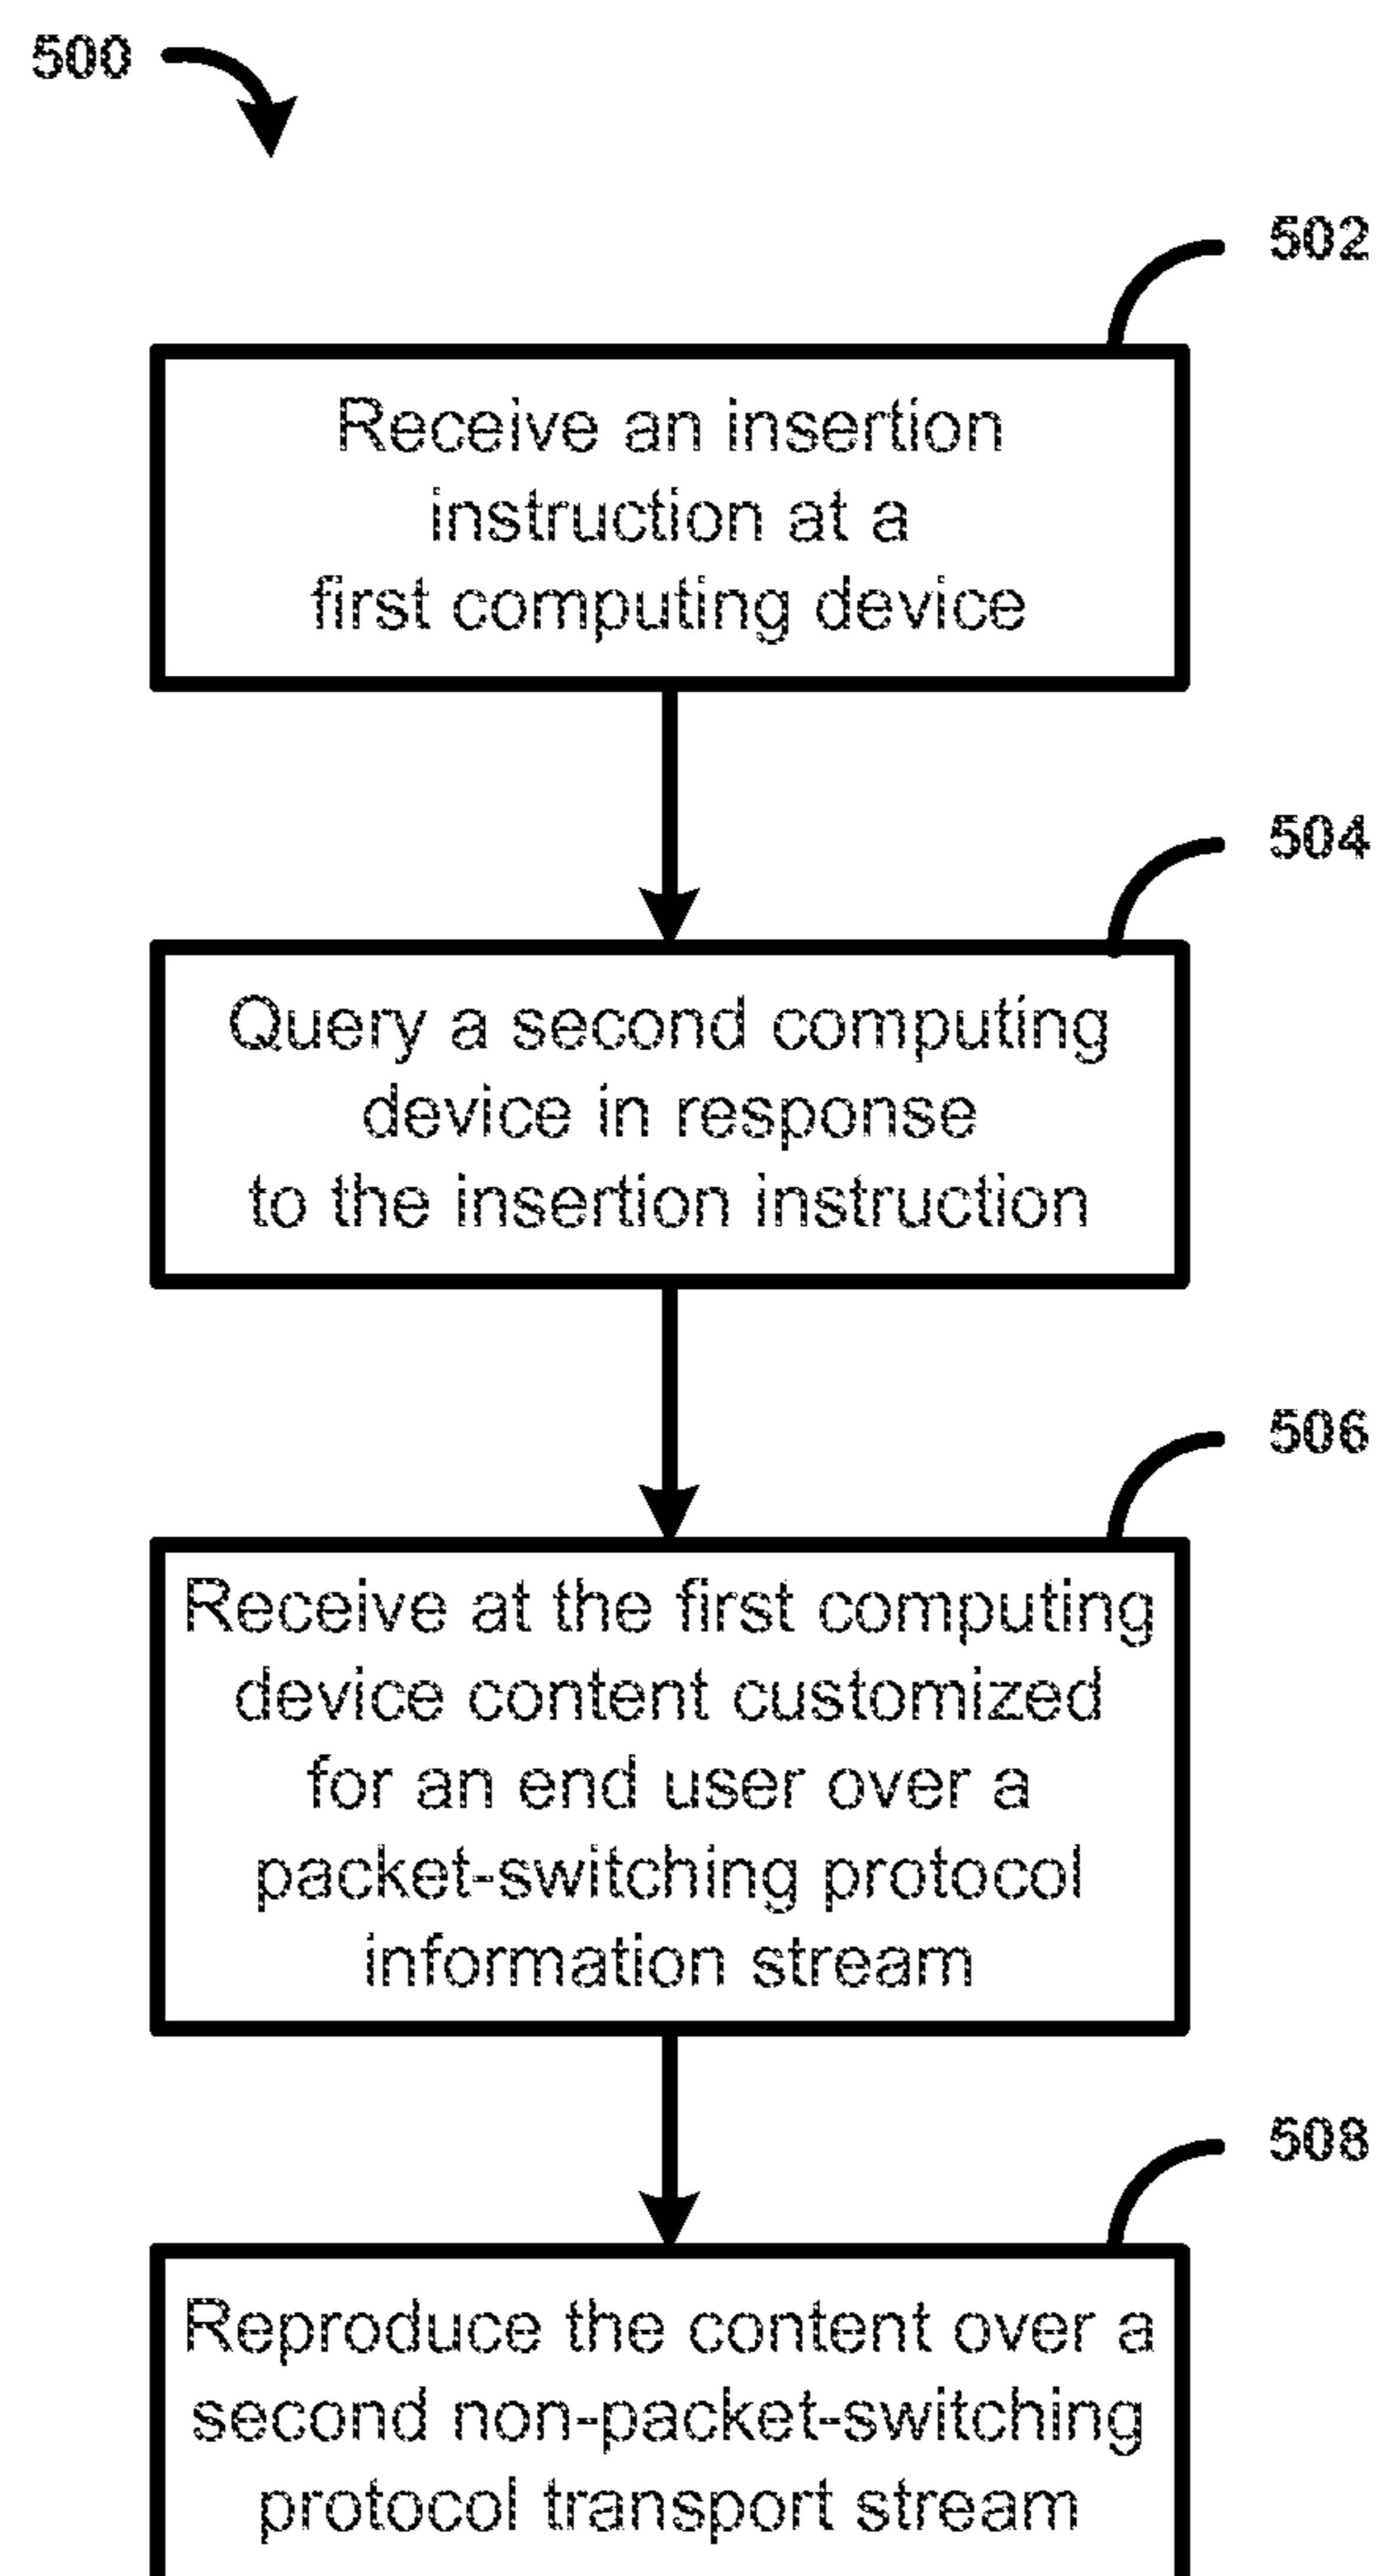 500
502
Receive an insertion
instruction at a
first computing device
504
Query a second computing
device in response
to the insertion instruction
506
Receive at the first computing
device content customized
for an end user over a
packet-switching protocol
information stream
508
Reproduce the content over a
second non-packet-switching
protocol transport stream